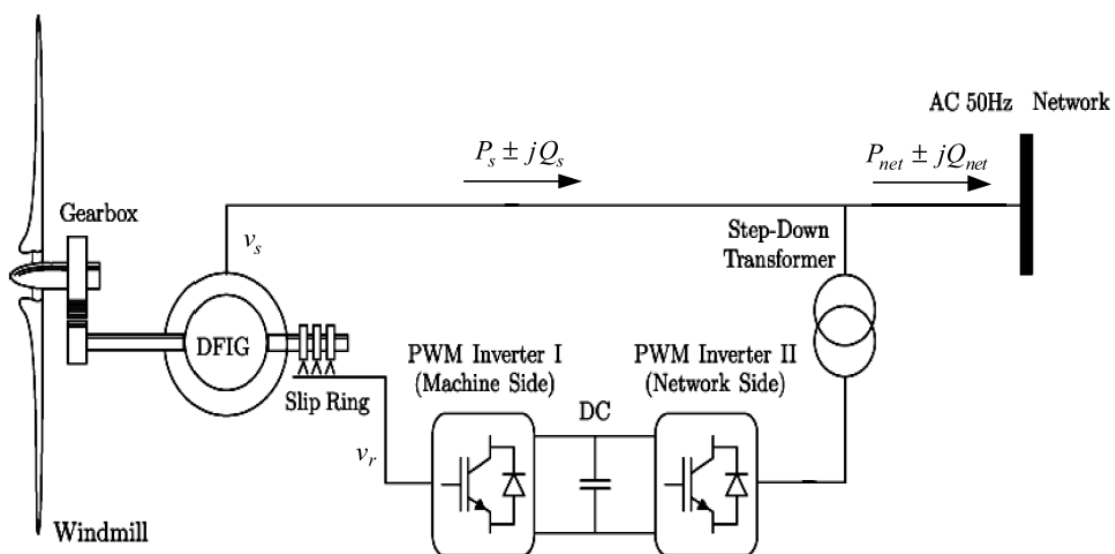 AC 50Hz Network
P_s ± jQ_s
P_net ± jQ_net
Gearbox
v_s
Step-Down
Transformer
DFIG
PWM Inverter I
(Machine Side)
PWM Inverter II
(Network Side)
Slip Ring
DC
v_r
Windmill